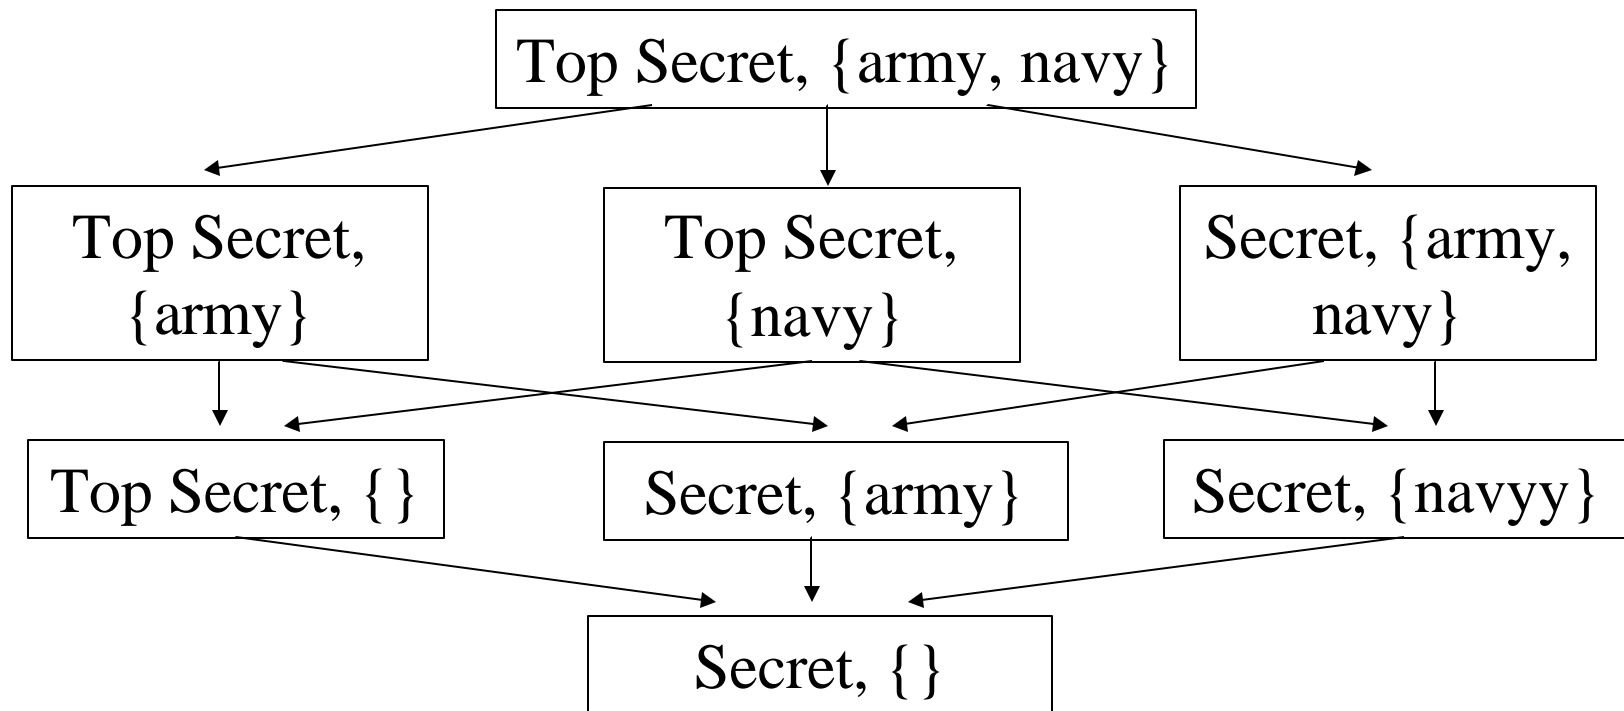 Top Secret, {army, navy}
Top Secret,
{army}
Top Secret,
{navy}
Secret, {army,
navy}
Top Secret, {}
Secret, {army}
Secret, {navyy}
Secret, {}